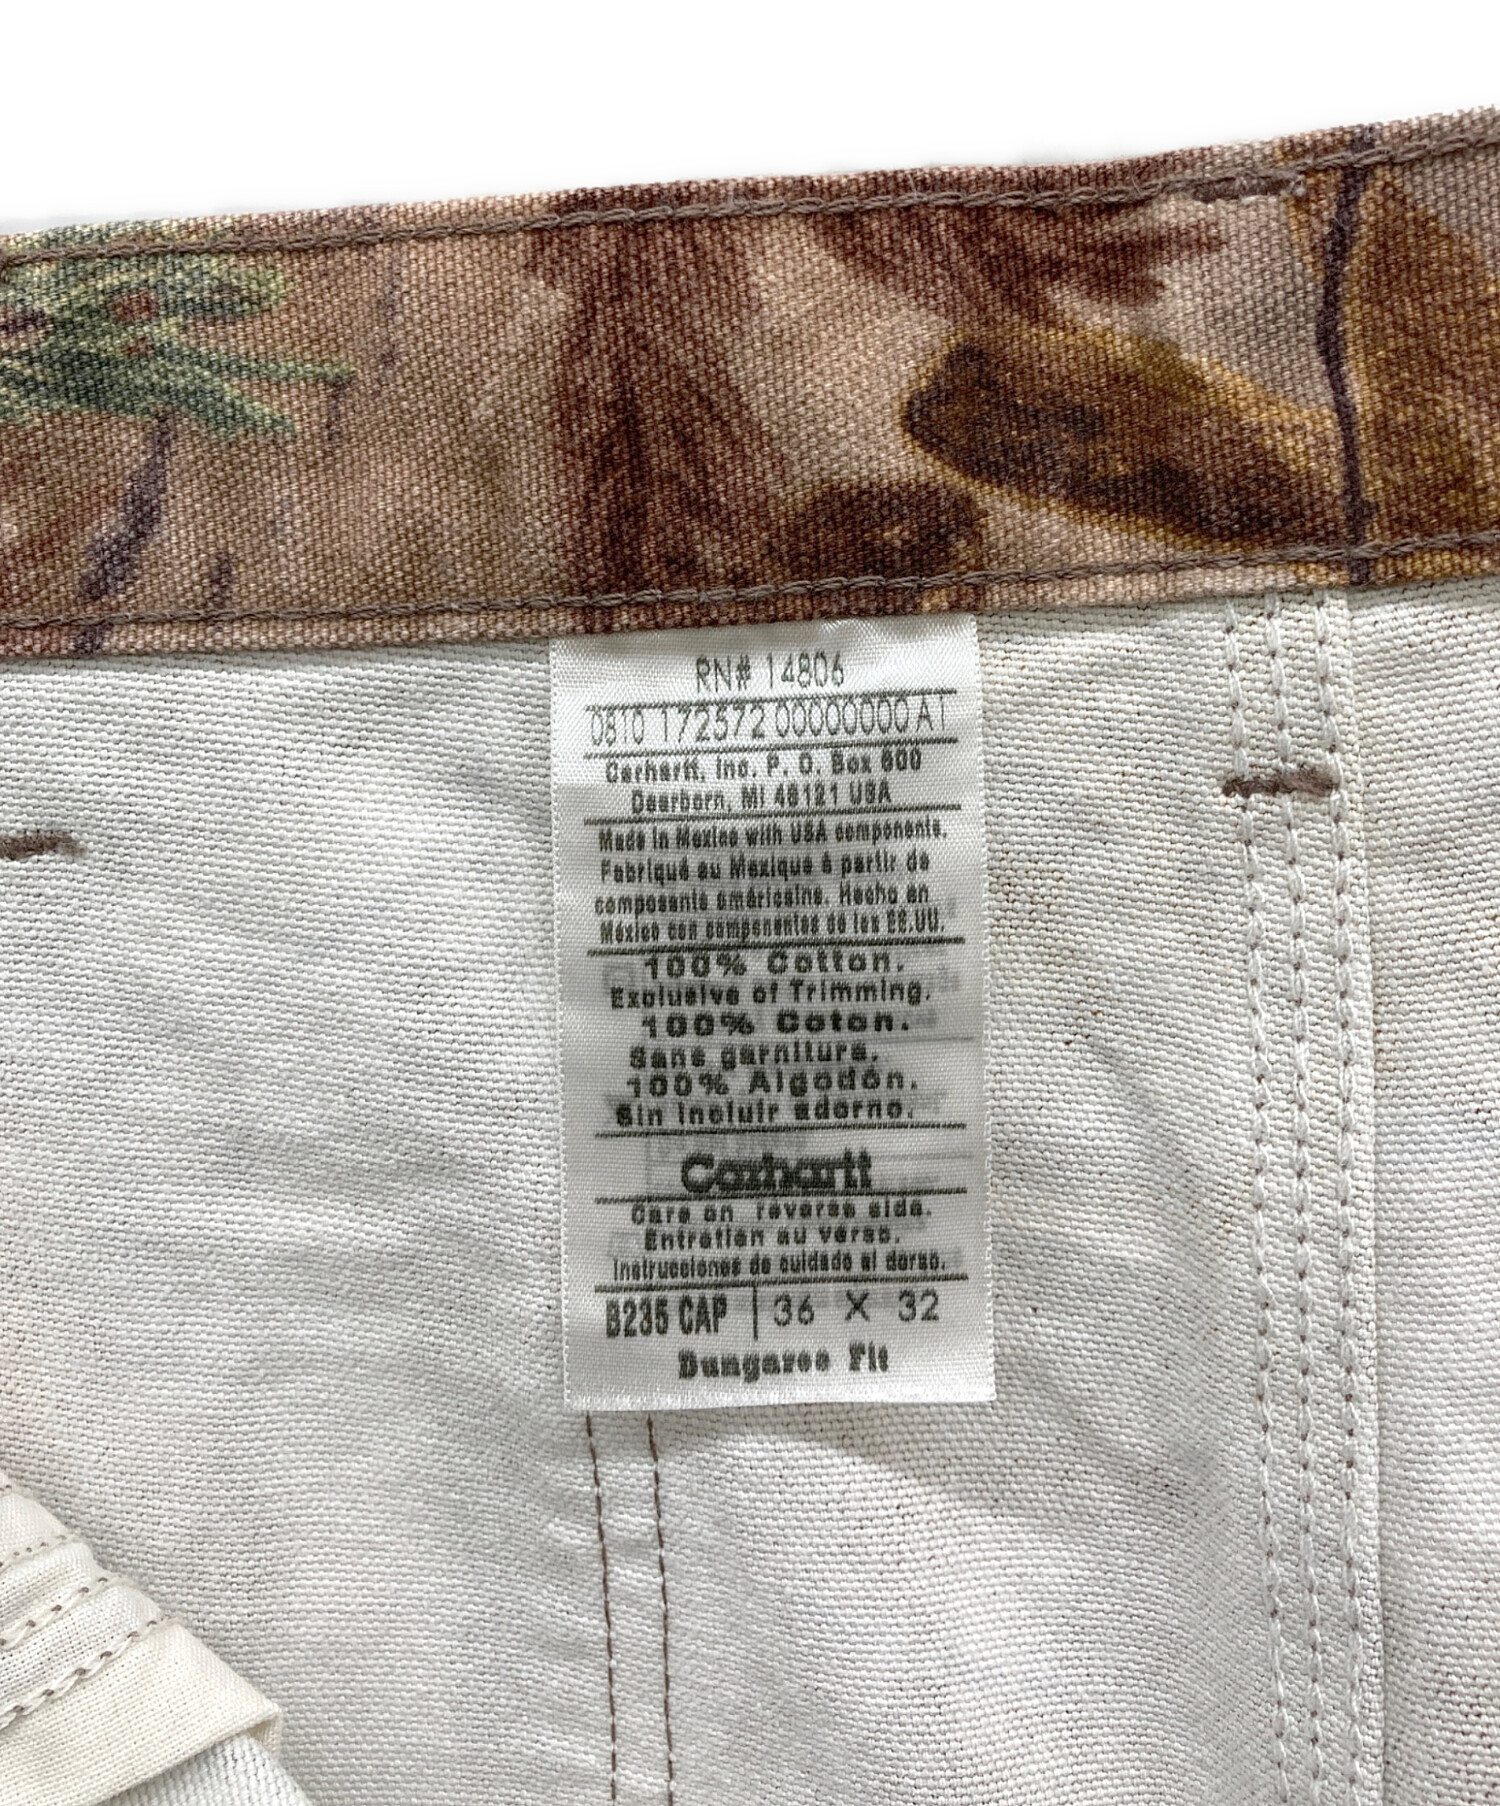 RN# 14806
0810 172572 00000000 A1
Carhartt, Inc. P. O. Box 600
Dearborn, MI 48121 USA
Made in Mexico with USA components.
Fabriqué au Mexique à partir de
composants américains. Hecho en
México con componentes de los EE.UU.
100% Cotton.
Exclusive of Trimming.
100% Coton.
Sans garniture.
100% Algodón.
Sin incluir adorno.
Carhartt
Care on reverse side.
Entretien au verso.
Instrucciones de cuidado al dorso.
B235 CAP | 36 X 32
Dungaree Fit